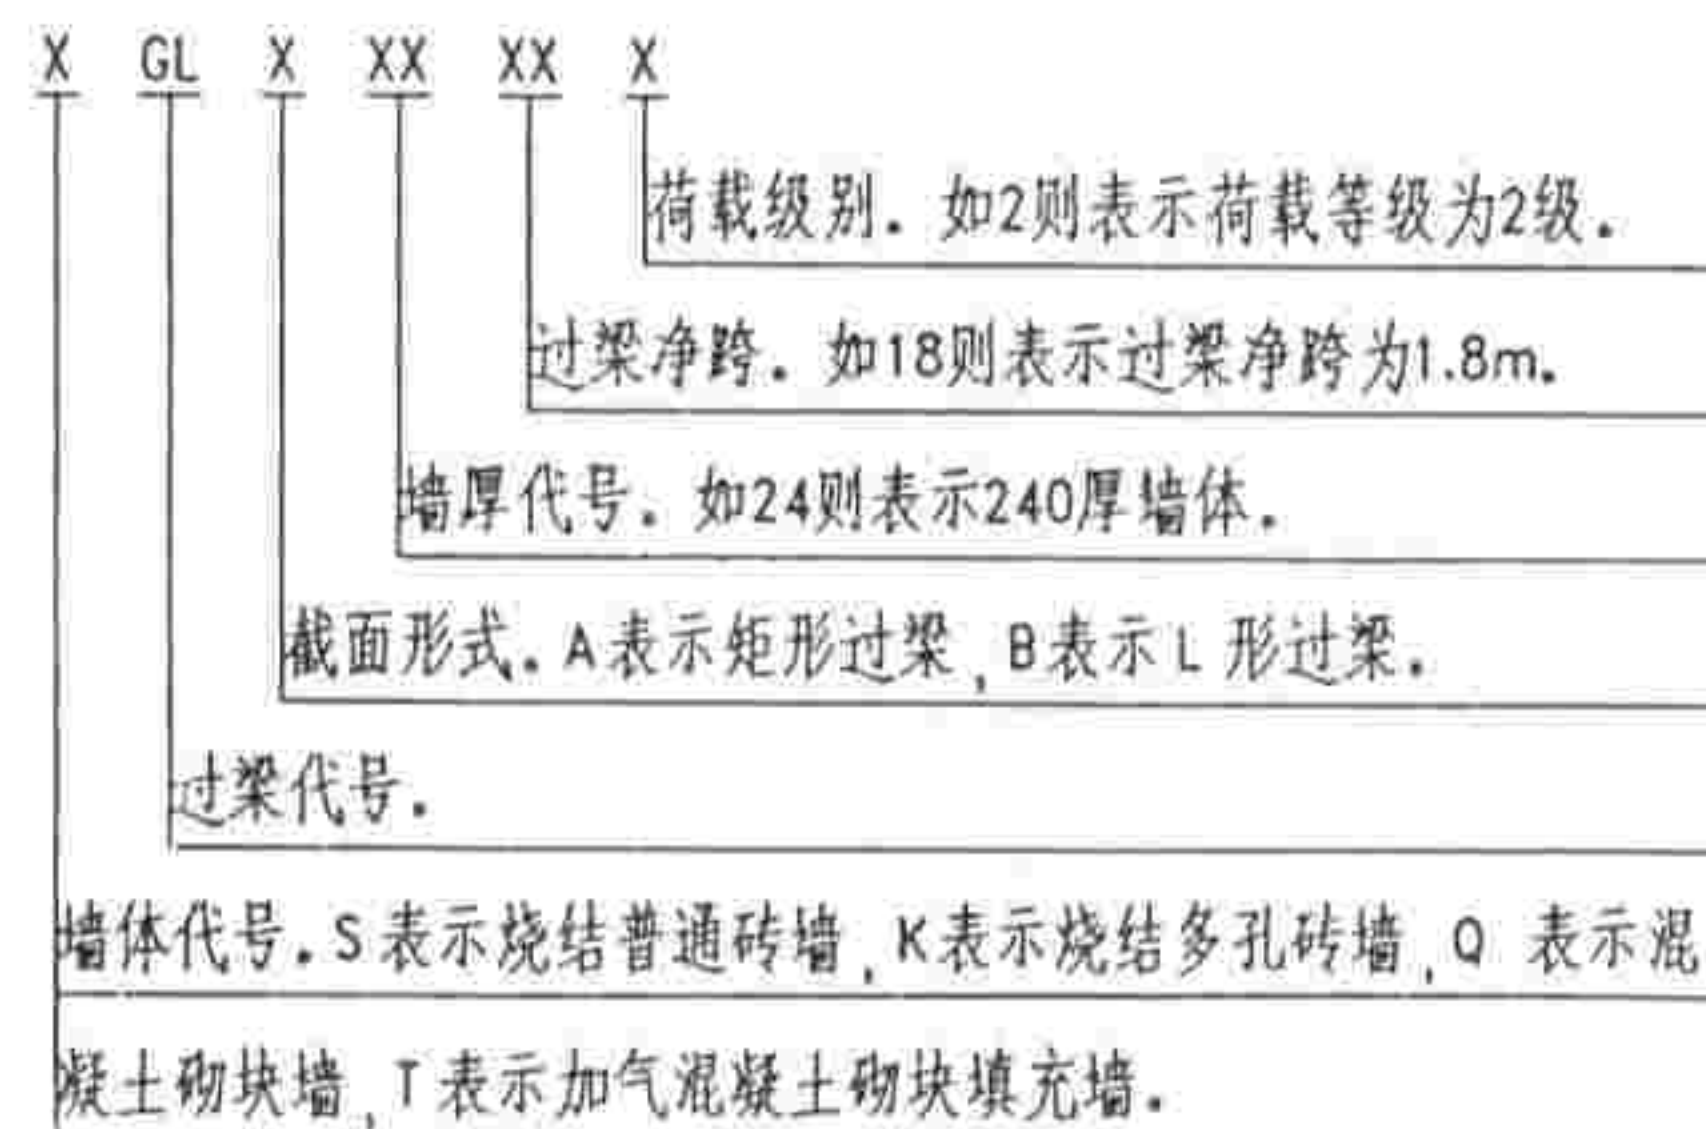 X GL X XX XX X
荷载级别。如2则表示荷载等级为2级。
过梁净跨。如18则表示过梁净跨为1.8m。
墙厚代号。如24则表示240厚墙体。
截面形式。A表示矩形过梁,B表示L形过梁。
过梁代号。
墙体代号。S表示烧结普通砖墙,K表示烧结多孔砖墙,Q 表示混
凝土砌块墙,T表示加气混凝土砌块填充墙。